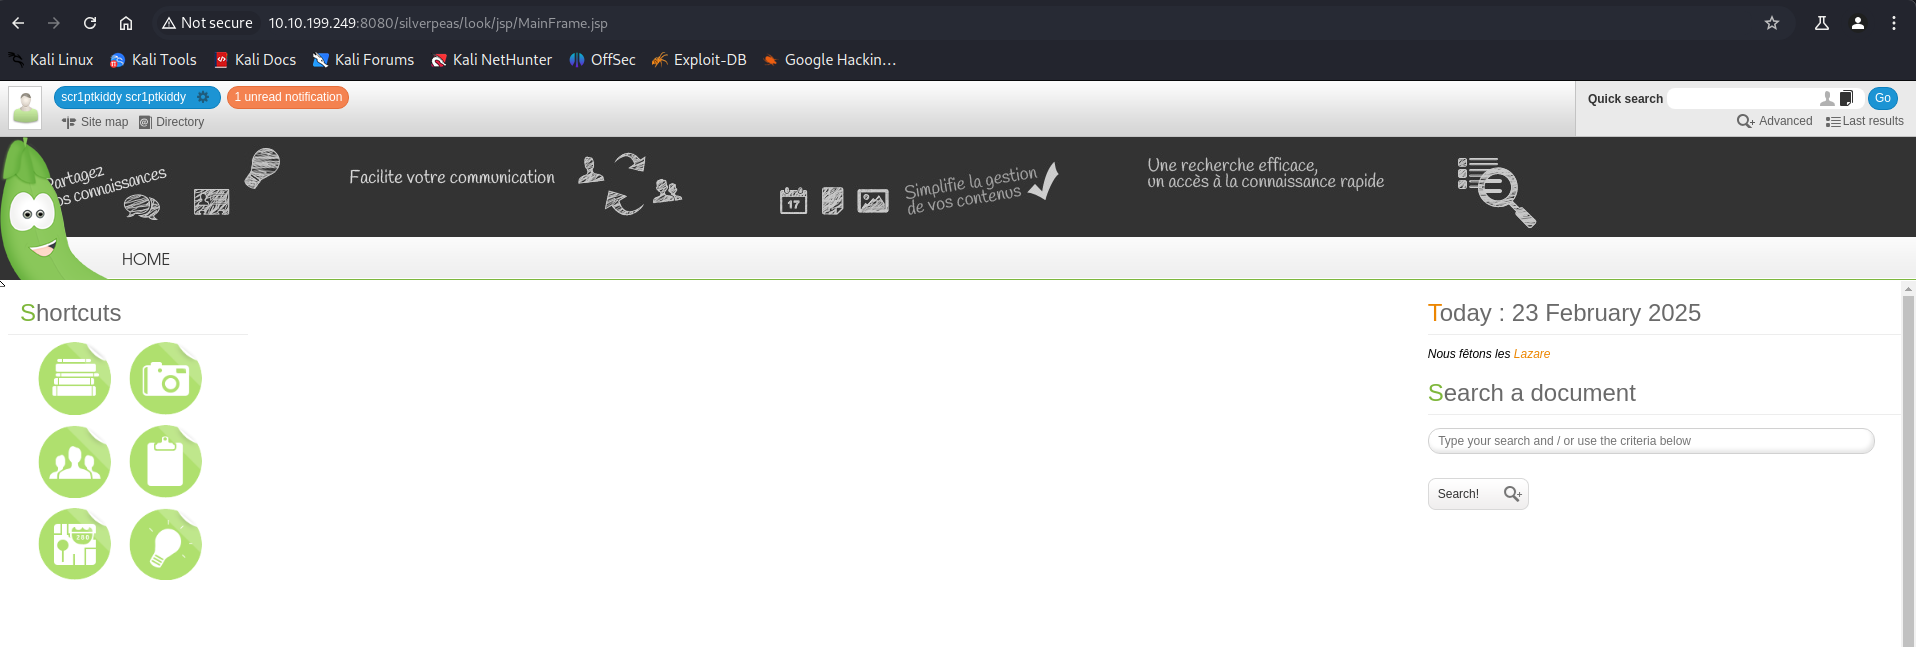 Not secure 10.10.199.249:8080/silverpeas/look/jsp/MainFrame.jsp
Kali Linux Kali Tools Kali Docs Kali Forums Kali NetHunter OffSec Exploit-DB Google Hackin...
scr1ptkiddy scr1ptkiddy 1 unread notification
Site map Directory
Quick search Go
Advanced Last results
Partagez
vos connaissances
Facilite votre communication
17
Simplifie la gestion
de vos contenus
Une recherche efficace,
un accès à la connaissance rapide
HOME
Shortcuts
Today : 23 February 2025
Nous fêtons les Lazare
Search a document
Type your search and / or use the criteria below
Search!